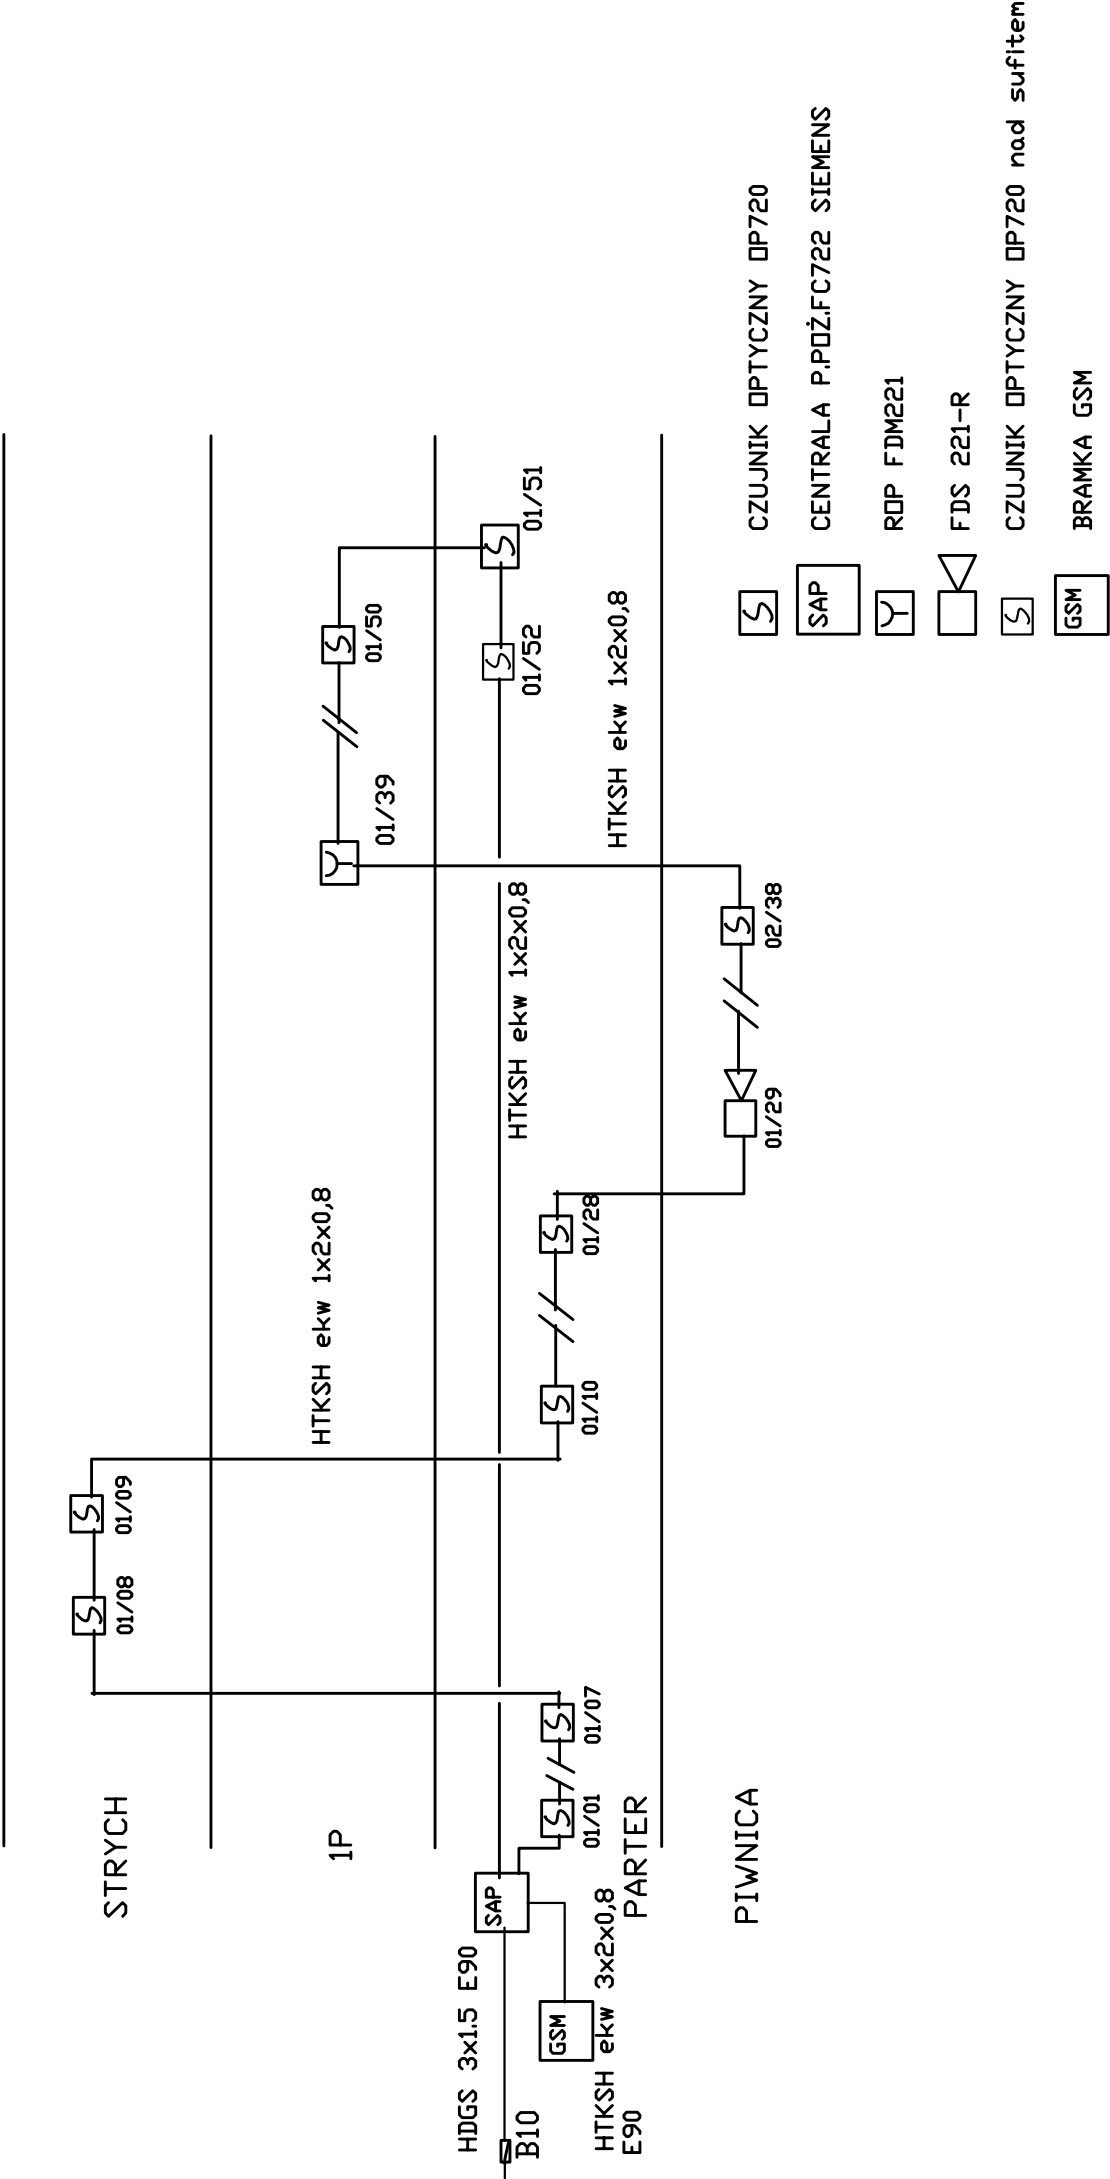 STRYCH
01/08
01/09
1P
HTKSH ekw 1x2x0,8
01/39
01/50
HDGS 3x1.5 E90
SAP
B10
GSM
HTKSH ekw 3x2x0,8
E90
PARTER
01/01
01/07
01/10
01/28
HTKSH ekw 1x2x0,8
01/52
01/51
HTKSH ekw 1x2x0,8
PIWNICA
01/29
02/38
CZUJNIK OPTYCZNY OP720
SAP
CENTRALA P.POŻ.FC722 SIEMENS
ROP FDM221
FDS 221-R
CZUJNIK OPTYCZNY OP720 nad sufitem
GSM
BRAMKA GSM